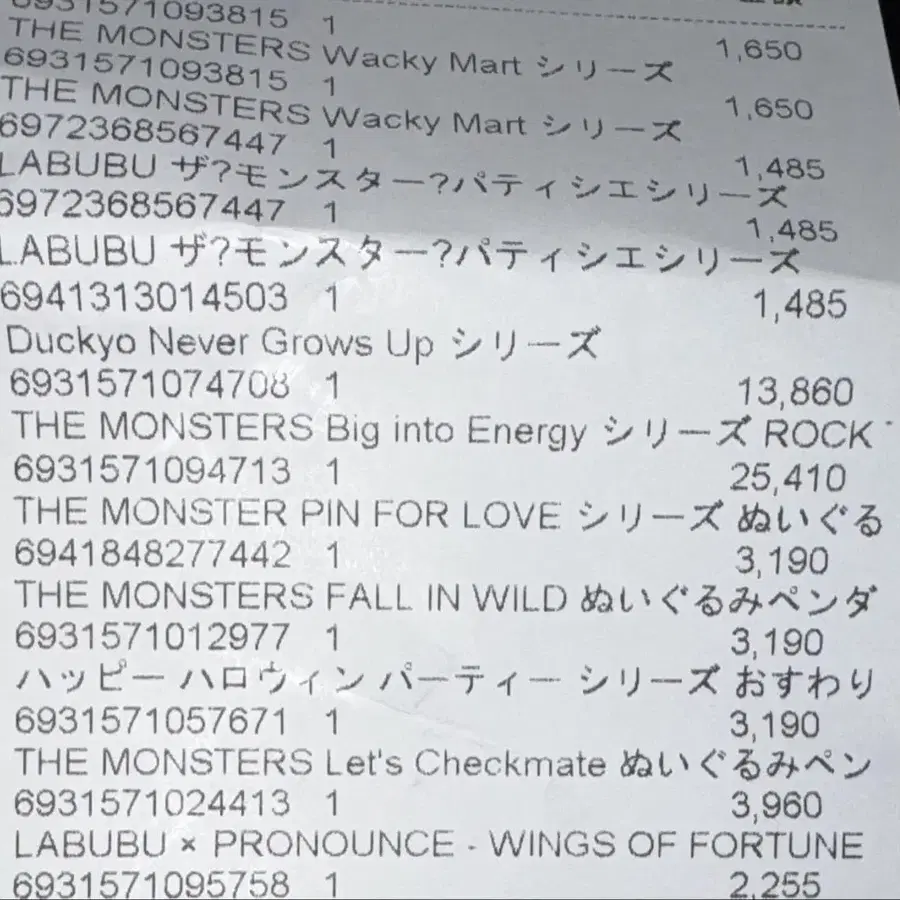 6931571093815 1
1,650
THE MONSTERS Wacky Mart シリーズ
6931571093815 1
1,650
THE MONSTERS Wacky Mart シリーズ
6972368567447 1
1,485
LABUBU ザ?モンスター?パティシエシリーズ
6972368567447 1
1,485
LABUBU ザ?モンスター?パティシエシリーズ
6941313014503 1
1,485
Duckyo Never Grows Up シリーズ
6931571074708 1
13,860
THE MONSTERS Big into Energy シリーズ ROCK
6931571094713 1
25,410
THE MONSTER PIN FOR LOVE シリーズ ぬいぐる
6941848277442 1
3,190
THE MONSTERS FALL IN WILD ぬいぐるみペンダ
6931571012977 1
3,190
ハッピー ハロウィン パーティー シリーズ おすわり
6931571057671 1
3,190
THE MONSTERS Let's Checkmate ぬいぐるみペン
6931571024413 1
3,960
LABUBU × PRONOUNCE - WINGS OF FORTUNE
6931571095758 1
2,255